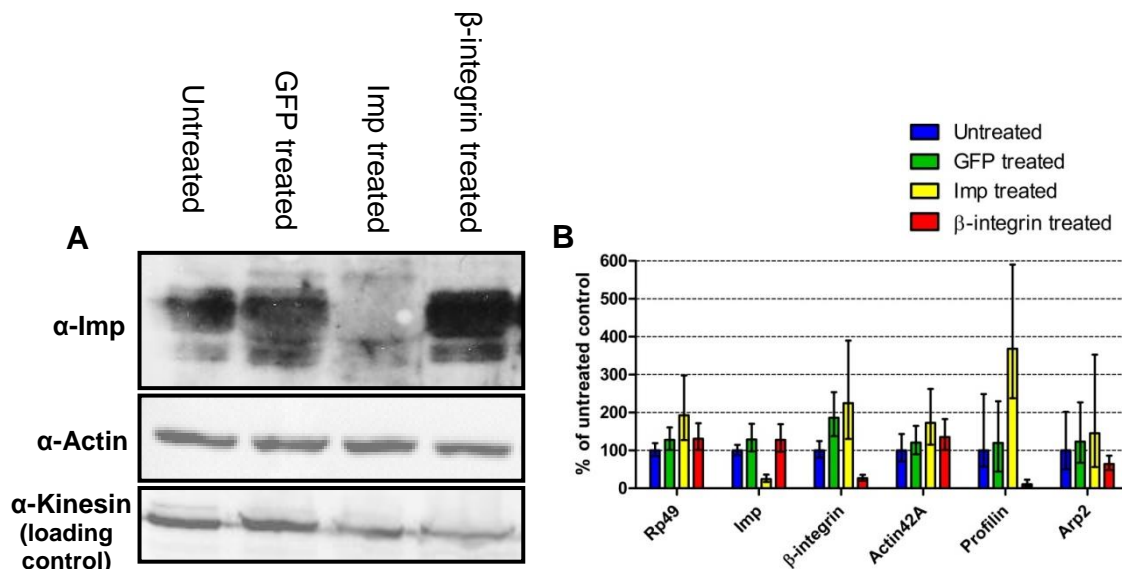 Untreated
GFP treated
Imp treated
β-integrin treated
A
α-Imp
α-Actin
α-Kinesin
(loading
control)
B
Untreated
GFP treated
Imp treated
β-integrin treated
% of untreated control
600
500
400
300
200
100
0
Rp49
Imp
β-integrin
Actin42A
Profilin
Arp2